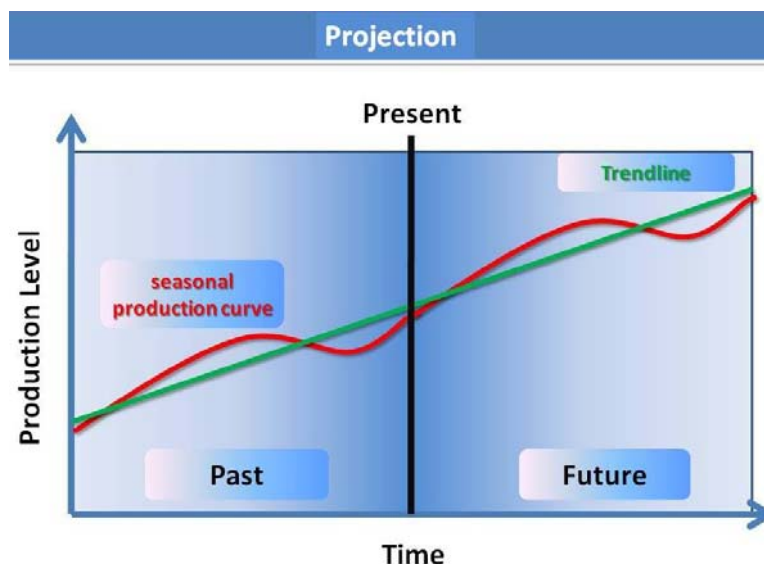 Projection
Present
Trendline
seasonal
production curve
Production Level
Past
Future
Time